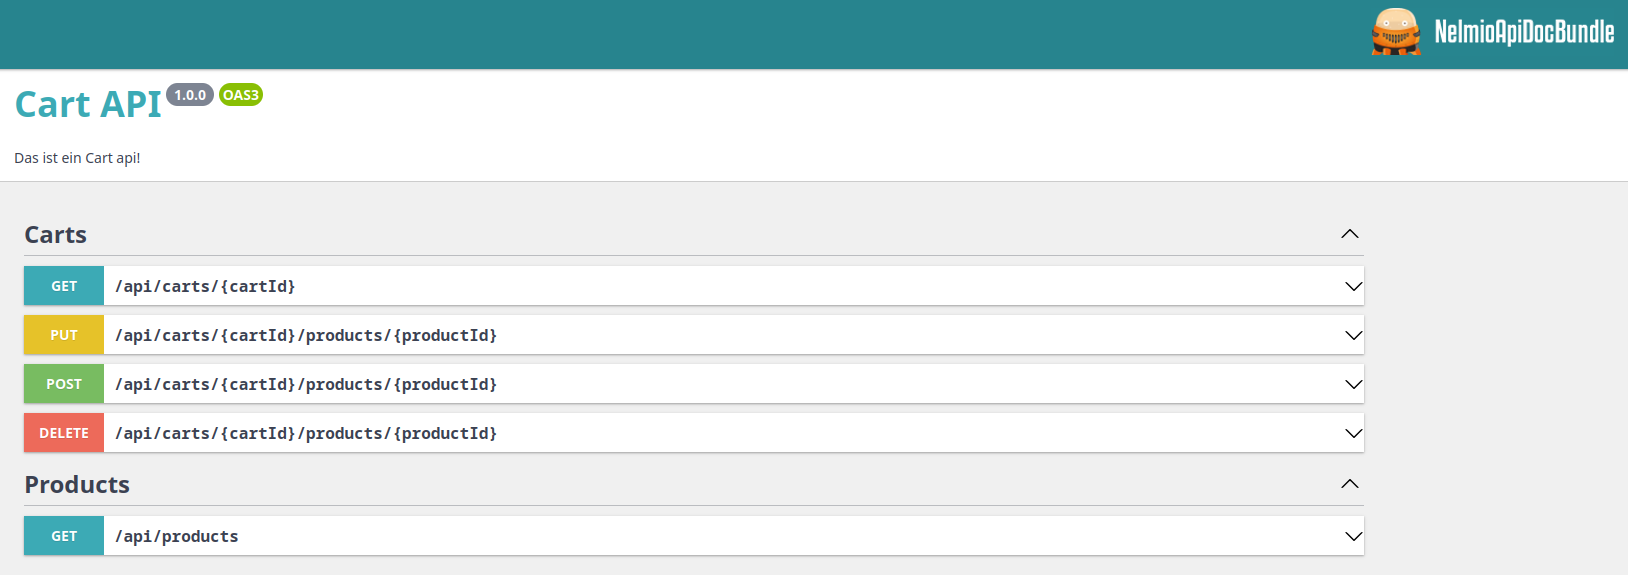 NelmioApiDocBundle
Cart API 1.0.0 OAS3
Das ist ein Cart api!
Carts
GET /api/carts/{cartId}
PUT /api/carts/{cartId}/products/{productId}
POST /api/carts/{cartId}/products/{productId}
DELETE /api/carts/{cartId}/products/{productId}
Products
GET /api/products